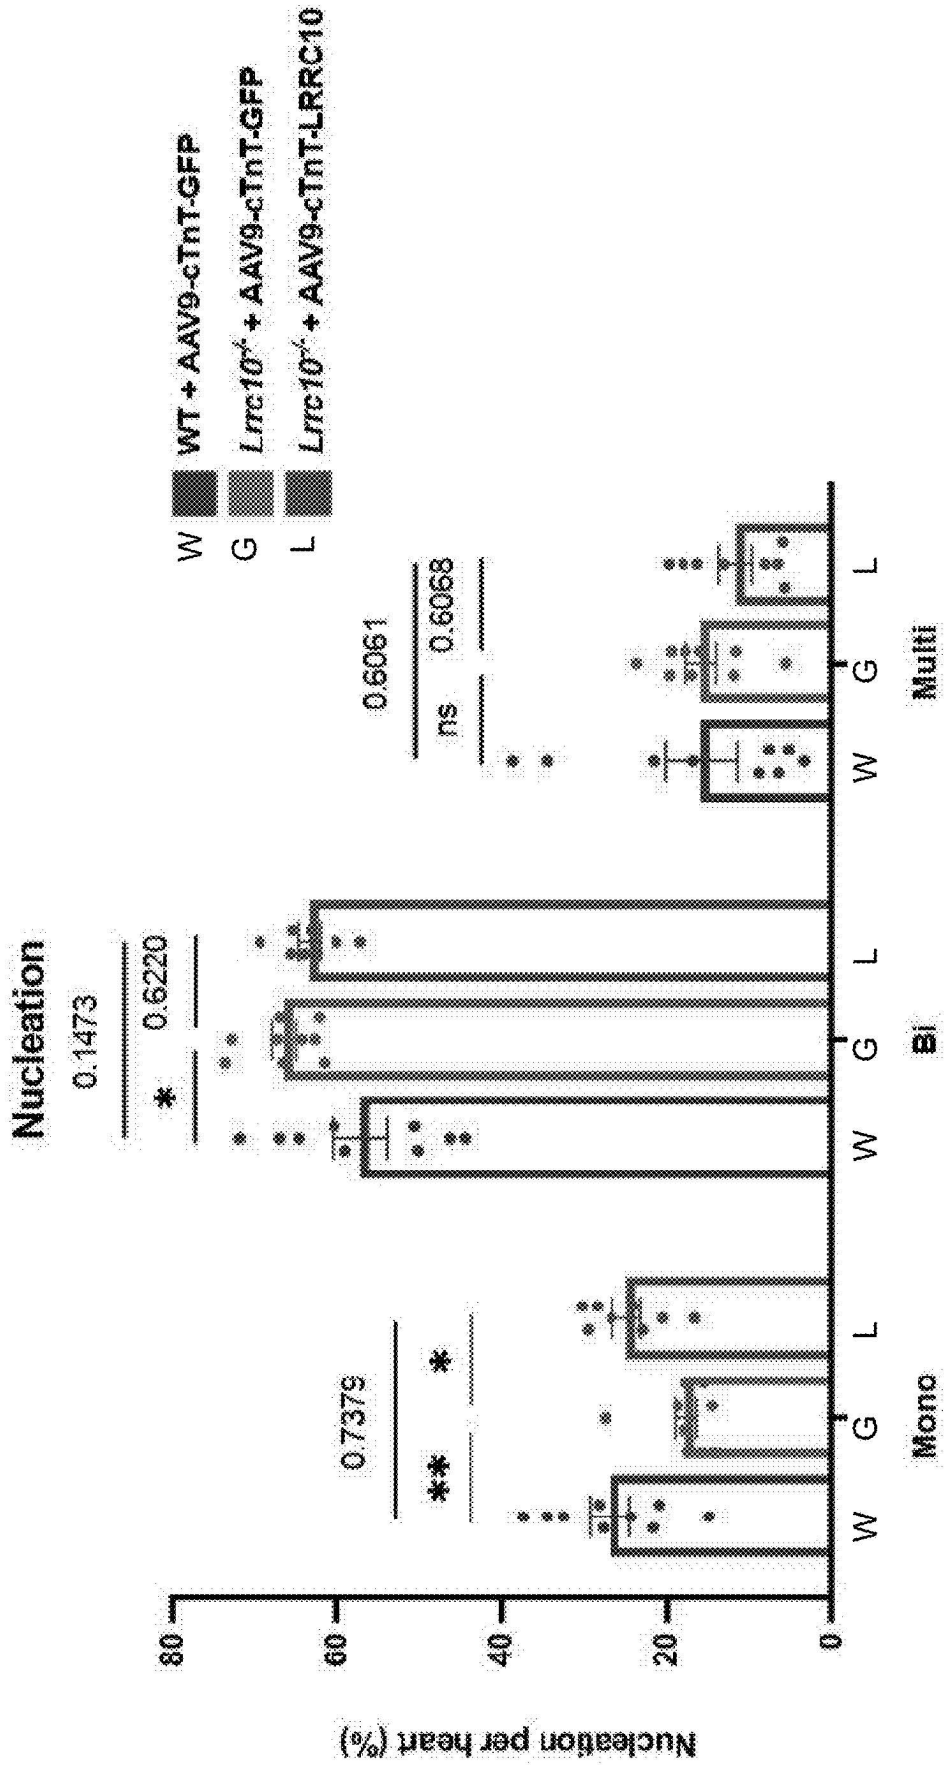 Nucleation
W WT + AAV9-cTnT-GFP
G Lrrc10-/- + AAV9-cTnT-GFP
L Lrrc10-/- + AAV9-cTnT-LRRC10
Nucleation per heart (%)
80
60
40
20
0
0.7379
** *
0.1473
* 0.6220
0.6061
ns 0.6068
W G L W G L W G L
Mono Bi Multi